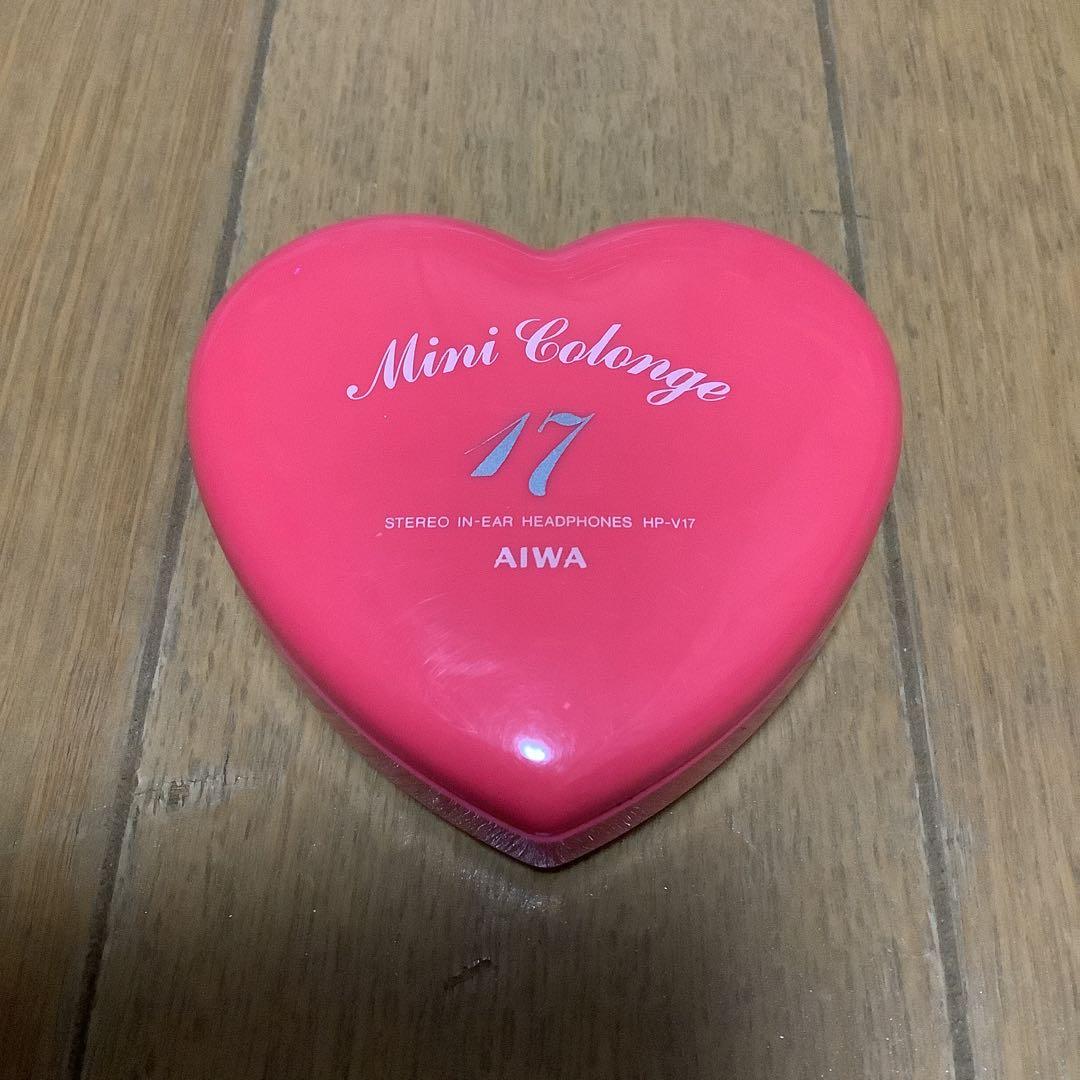 Mini Colonge
17
STEREO IN-EAR HEADPHONES HP-V17
AIWA